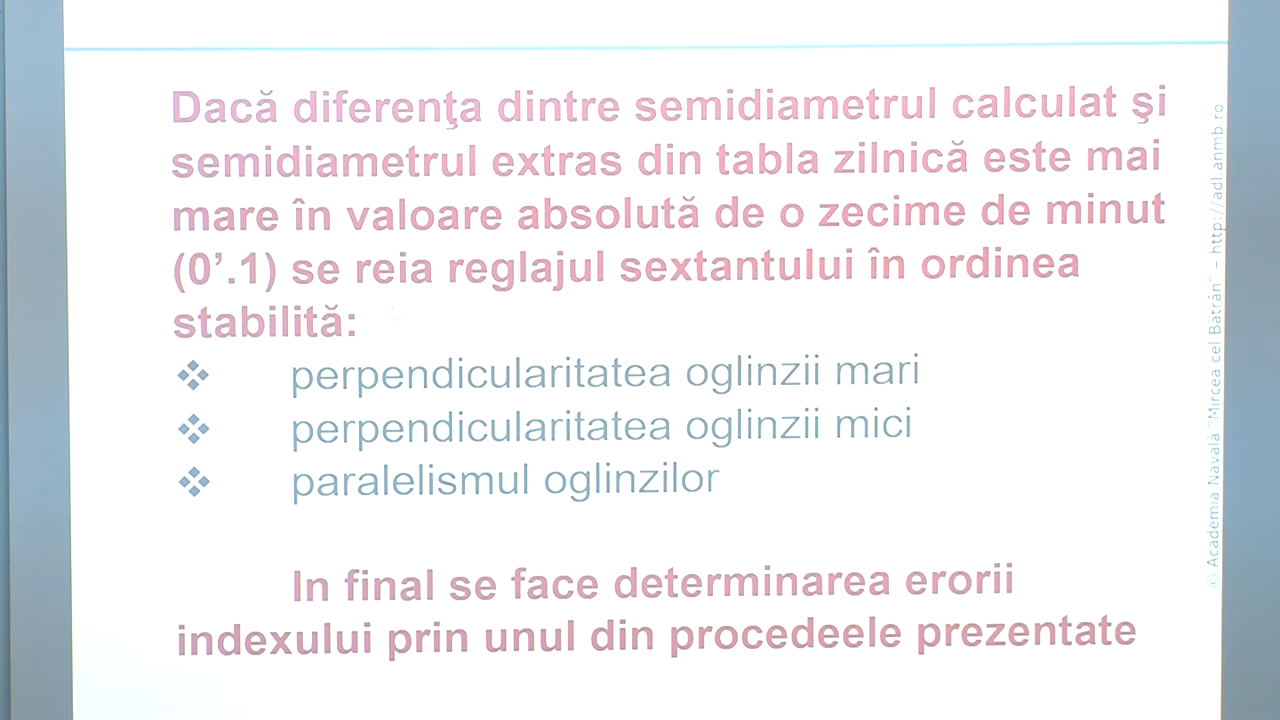 Dacă diferenţa dintre semidiametrul calculat şi
semidiametrul extras din tabla zilnică este mai
mare în valoare absolută de o zecime de minut
(0’.1) se reia reglajul sextantului în ordinea
stabilită:
❖ perpendicularitatea oglinzii mari
❖ perpendicularitatea oglinzii mici
❖ paralelismul oglinzilor
In final se face determinarea erorii
indexului prin unul din procedeele prezentate
© Academia Navală "Mircea cel Bătrân" – http://adl.anmb.ro